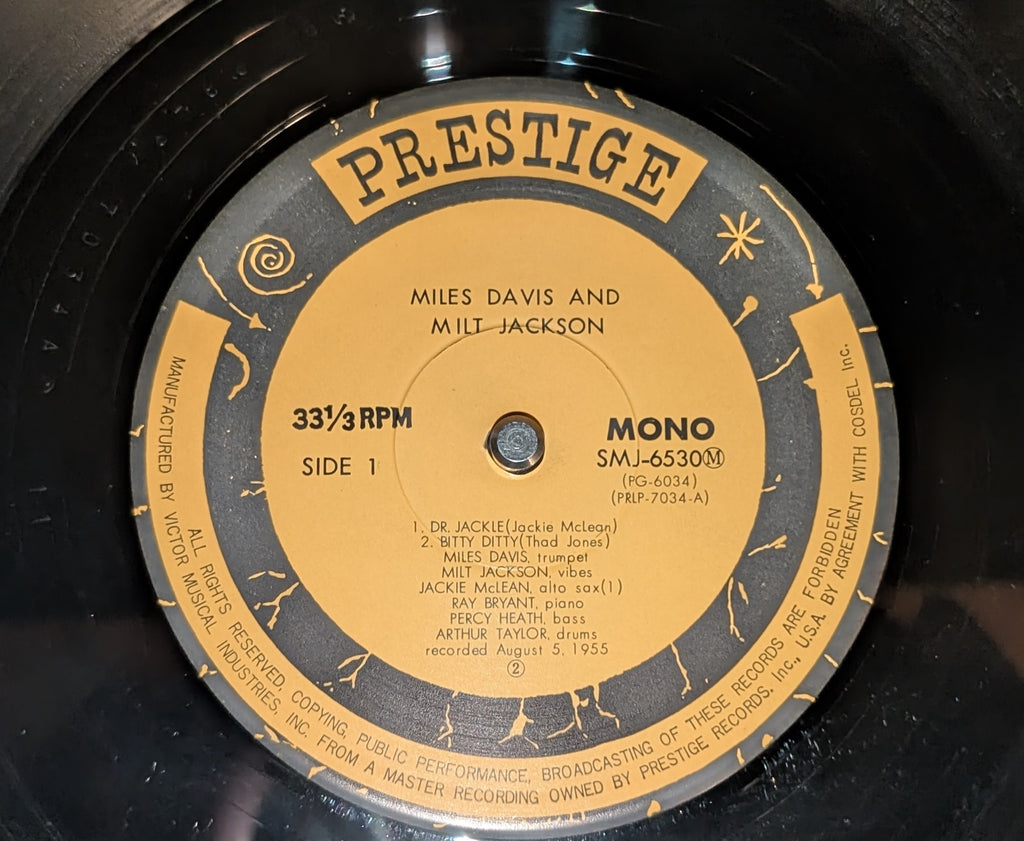 PRESTIGE
MILES DAVIS AND
MILT JACKSON
33⅓ RPM
SIDE 1
MONO
SMJ-6530Ⓜ
(PG-6034)
(PRLP-7034-A)
1. DR. JACKLE(Jackie McLean)
2. BITTY DITTY(Thad Jones)
MILES DAVIS, trumpet
MILT JACKSON, vibes
JACKIE McLEAN, alto sax(1)
RAY BRYANT, piano
PERCY HEATH, bass
ARTHUR TAYLOR, drums
recorded August 5, 1955
②
ALL RIGHTS RESERVED. COPYING, PUBLIC PERFORMANCE, BROADCASTING OF THESE RECORDS ARE FORBIDDEN
MANUFACTURED BY VICTOR MUSICAL INDUSTRIES, INC. FROM A MASTER RECORDING OWNED BY PRESTIGE RECORDS. Inc., U.S.A. BY AGREEMENT WITH COSDEL Inc.